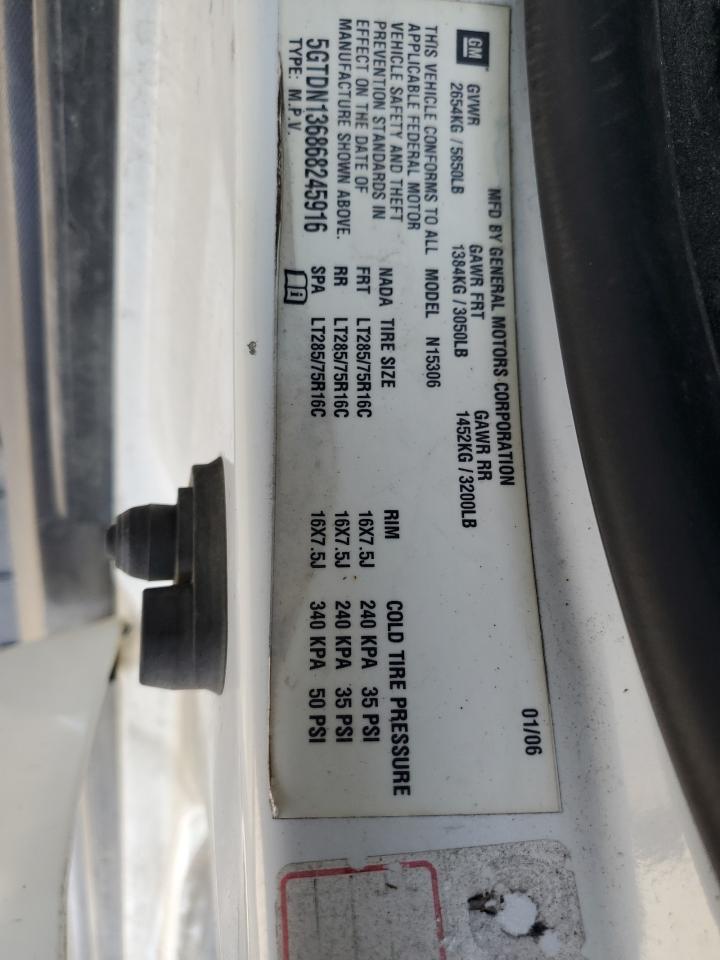 GM
MFD BY GENERAL MOTORS CORPORATION 01/06
GVWR GAWR FRT GAWR RR
2654KG / 5850LB 1384KG / 3050LB 1452KG / 3200LB
THIS VEHICLE CONFORMS TO ALL
APPLICABLE FEDERAL MOTOR
VEHICLE SAFETY AND THEFT
PREVENTION STANDARDS IN
EFFECT ON THE DATE OF
MANUFACTURE SHOWN ABOVE.
5GTDN136868245916
TYPE: M.P.V.
MODEL N15306
NADA TIRE SIZE RIM COLD TIRE PRESSURE
FRT LT285/75R16C 16X7.5J 240 KPA 35 PSI
RR LT285/75R16C 16X7.5J 240 KPA 35 PSI
SPA LT285/75R16C 16X7.5J 340 KPA 50 PSI
i